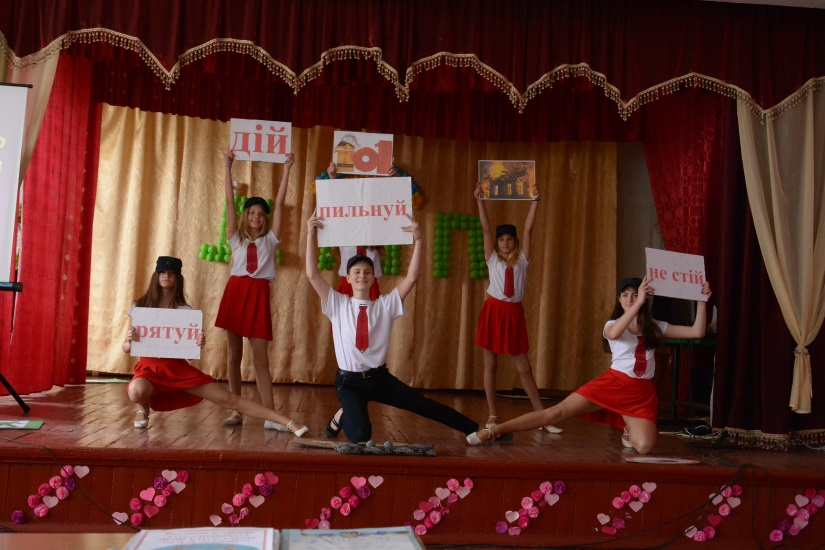 дій
01
пильнуй
не стій
рятуй